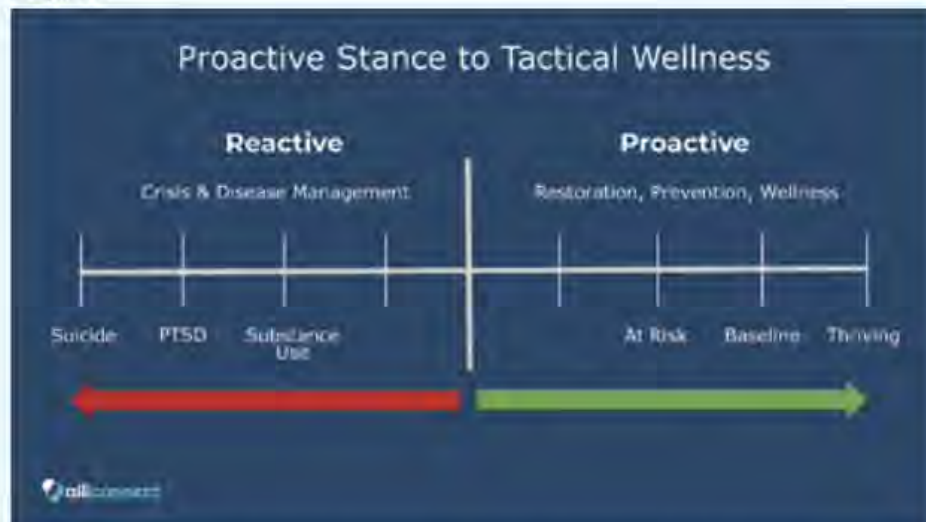 Proactive Stance to Tactical Wellness
Reactive
Proactive
Crisis & Disease Management
Restoration, Prevention, Wellness
Suicide
PTSD
Substance
Use
At Risk
Baseline
Thriving